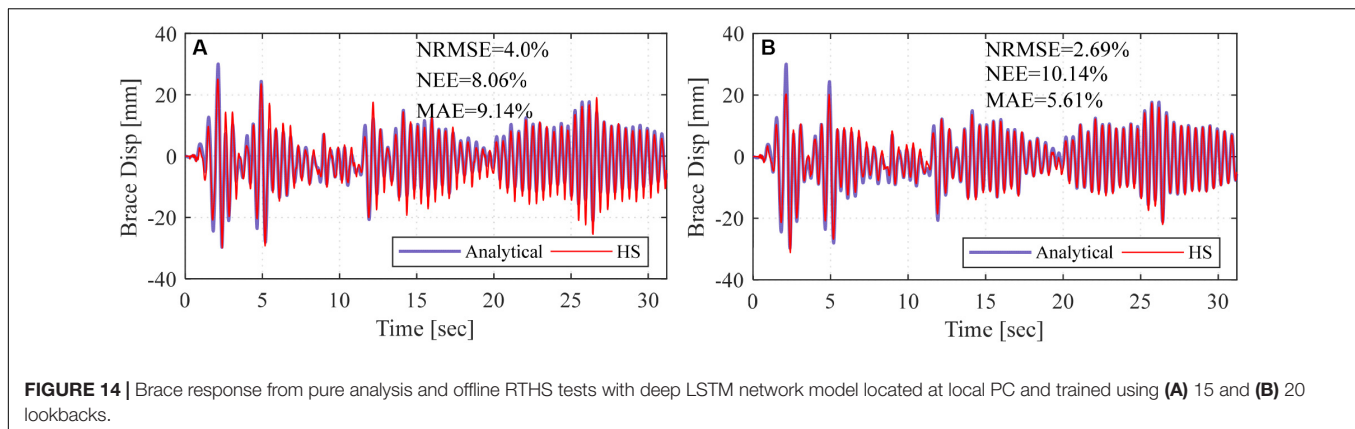 A
NRMSE=4.0%
NEE=8.06%
MAE=9.14%
40
20
0
-20
-40
Brace Disp [mm]
Analytical
HS
0 5 10 15 20 25 30
Time [sec]
B
NRMSE=2.69%
NEE=10.14%
MAE=5.61%
40
20
0
-20
-40
Brace Disp [mm]
Analytical
HS
0 5 10 15 20 25 30
Time [sec]
FIGURE 14 | Brace response from pure analysis and offline RTHS tests with deep LSTM network model located at local PC and trained using (A) 15 and (B) 20
lookbacks.